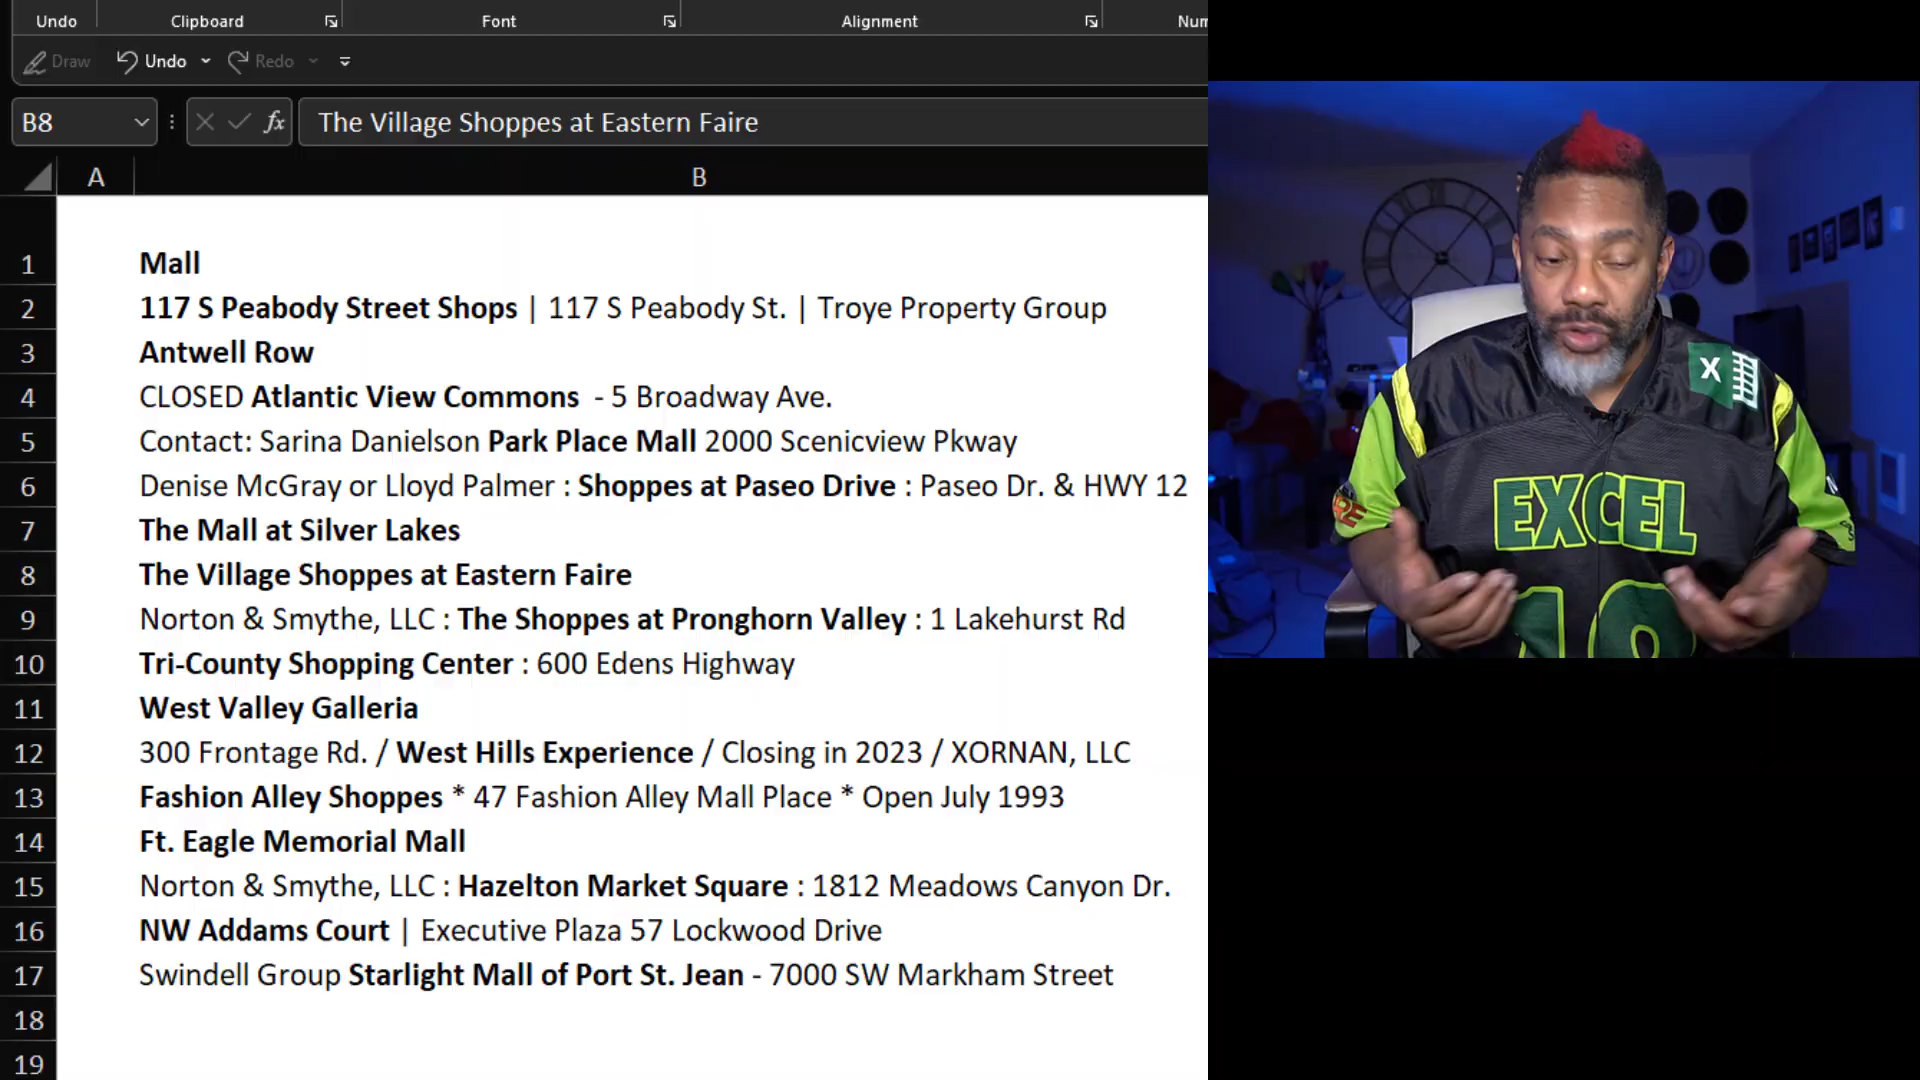 Undo Clipboard Font Alignment Num
Draw Undo Redo
B8 fx The Village Shoppes at Eastern Faire
A B
1 Mall
2 117 S Peabody Street Shops | 117 S Peabody St. | Troye Property Group
3 Antwell Row
4 CLOSED Atlantic View Commons - 5 Broadway Ave.
5 Contact: Sarina Danielson Park Place Mall 2000 Scenicview Pkway
6 Denise McGray or Lloyd Palmer : Shoppes at Paseo Drive : Paseo Dr. & HWY 12
7 The Mall at Silver Lakes
8 The Village Shoppes at Eastern Faire
9 Norton & Smythe, LLC : The Shoppes at Pronghorn Valley : 1 Lakehurst Rd
10 Tri-County Shopping Center : 600 Edens Highway
11 West Valley Galleria
12 300 Frontage Rd. / West Hills Experience / Closing in 2023 / XORNAN, LLC
13 Fashion Alley Shoppes * 47 Fashion Alley Mall Place * Open July 1993
14 Ft. Eagle Memorial Mall
15 Norton & Smythe, LLC : Hazelton Market Square : 1812 Meadows Canyon Dr.
16 NW Addams Court | Executive Plaza 57 Lockwood Drive
17 Swindell Group Starlight Mall of Port St. Jean - 7000 SW Markham Street
18
19
X
EXCEL
19